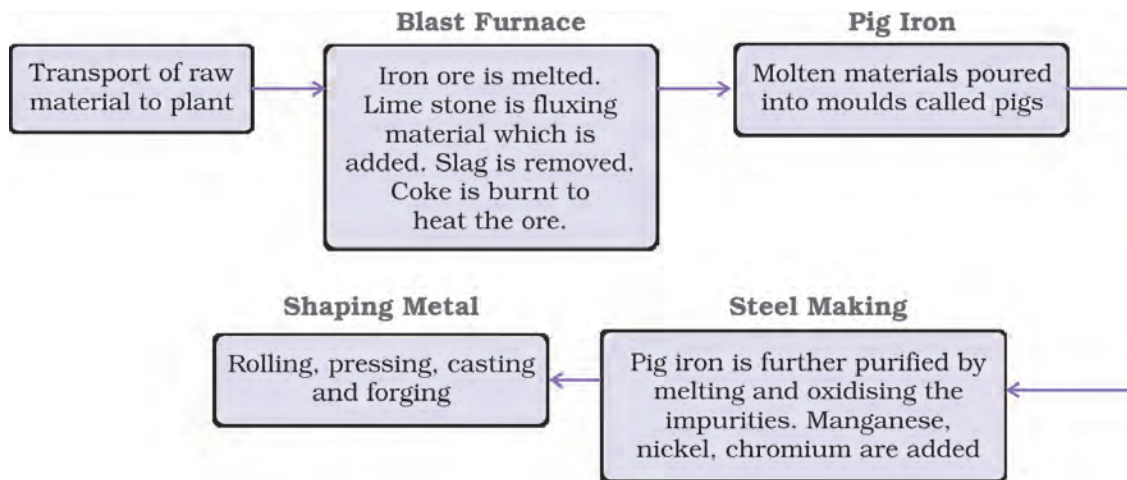 Transport of raw
material to plant
Blast Furnace
Iron ore is melted.
Lime stone is fluxing
material which is
added. Slag is removed.
Coke is burnt to
heat the ore.
Pig Iron
Molten materials poured
into moulds called pigs
Steel Making
Pig iron is further purified by
melting and oxidising the
impurities. Manganese,
nickel, chromium are added
Shaping Metal
Rolling, pressing, casting
and forging